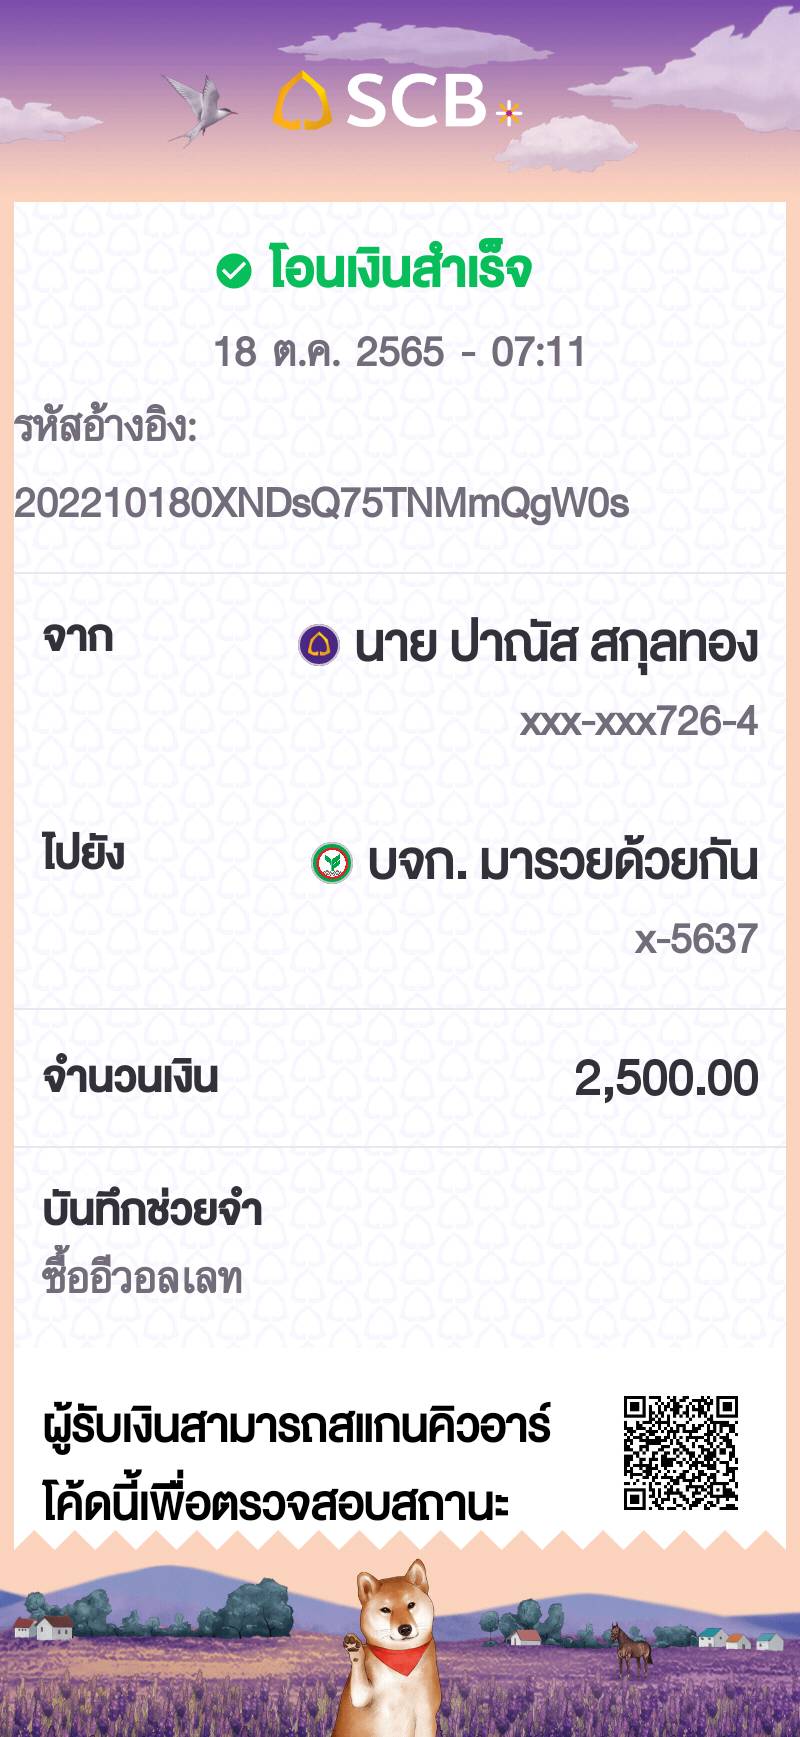 SCB
โอนเงินสำเร็จ
18 ต.ค. 2565 - 07:11
รหัสอ้างอิง:
202210180XNDsQ75TNMmQgW0s
จาก นาย ปาณัส สกุลทอง
xxx-xxx726-4
ไปยัง บจก. มารวยด้วยกัน
x-5637
จำนวนเงิน 2,500.00
บันทึกช่วยจำ
ซื้ออีวอลเลท
ผู้รับเงินสามารถสแกนคิวอาร์
โค้ดนี้เพื่อตรวจสอบสถานะ